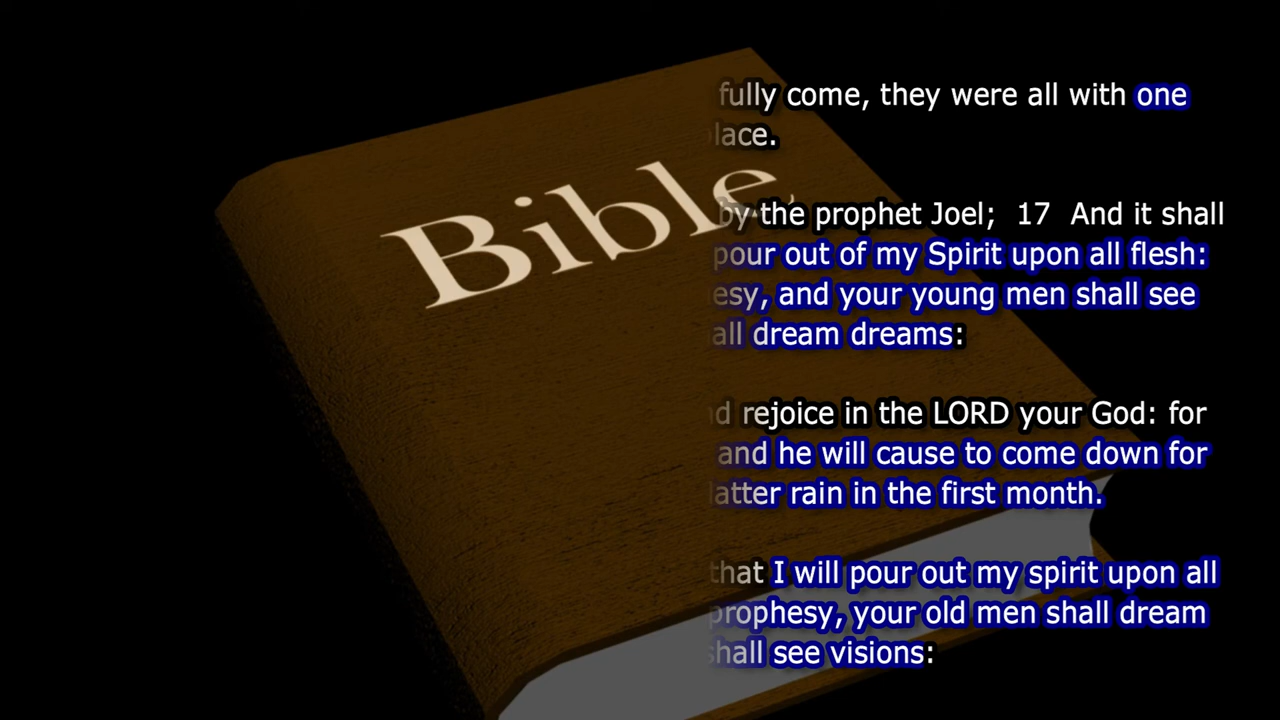 Bible
fully come, they were all with one
place.
by the prophet Joel; 17 And it shall
pour out of my Spirit upon all flesh:
esy, and your young men shall see
all dream dreams:
rejoice in the LORD your God: for
and he will cause to come down for
latter rain in the first month.
that I will pour out my spirit upon all
prophesy, your old men shall dream
shall see visions: